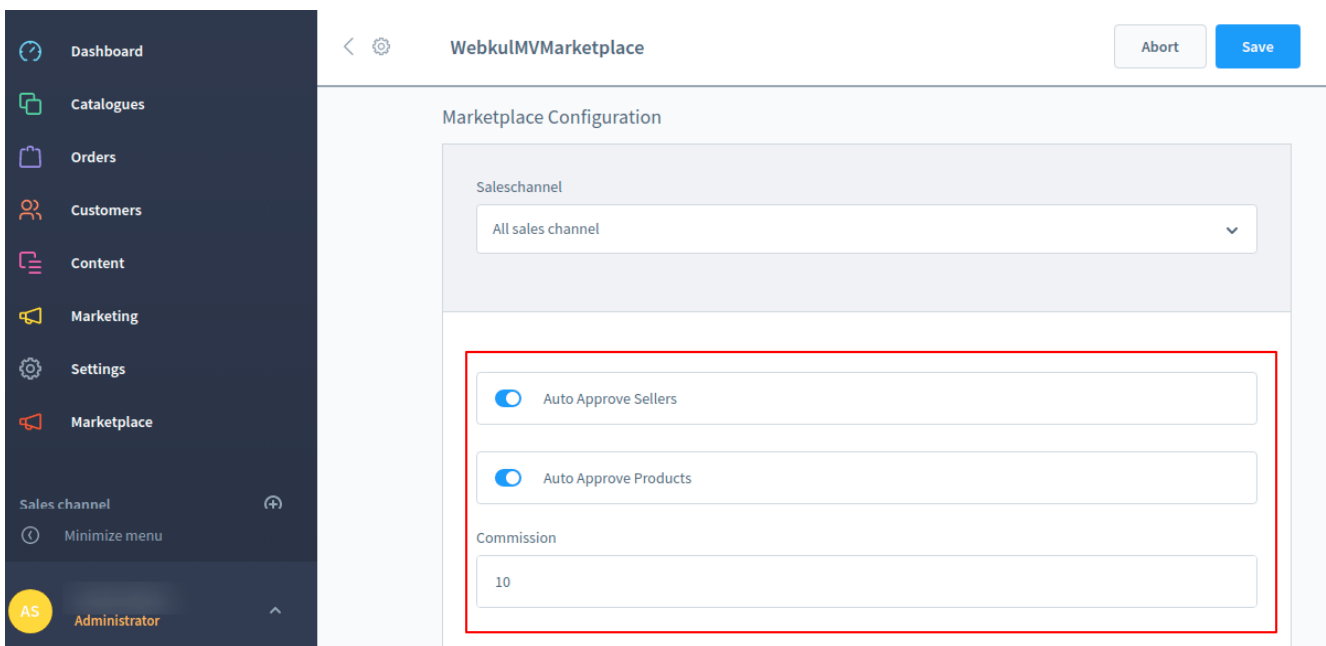 Dashboard
Catalogues
Orders
Customers
Content
Marketing
Settings
Marketplace
Sales channel
Minimize menu
AS
Administrator
WebkulMVMarketplace
Abort
Save
Marketplace Configuration
Saleschannel
All sales channel
Auto Approve Sellers
Auto Approve Products
Commission
10